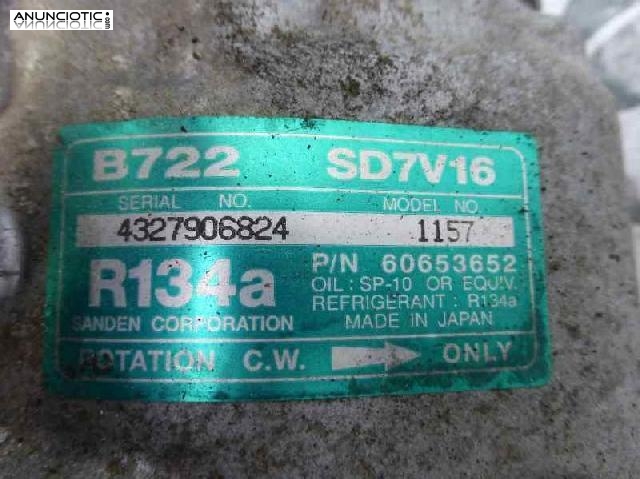 ANUNCIOTIC
.com
B722 SD7V16
SERIAL NO. MODEL NO.
4327906824 1157
R134a
P/N 60653652
OIL : SP-10 OR EQUIV.
REFRIGERANT : R134a
SANDEN CORPORATION MADE IN JAPAN
ROTATION C.W. ONLY